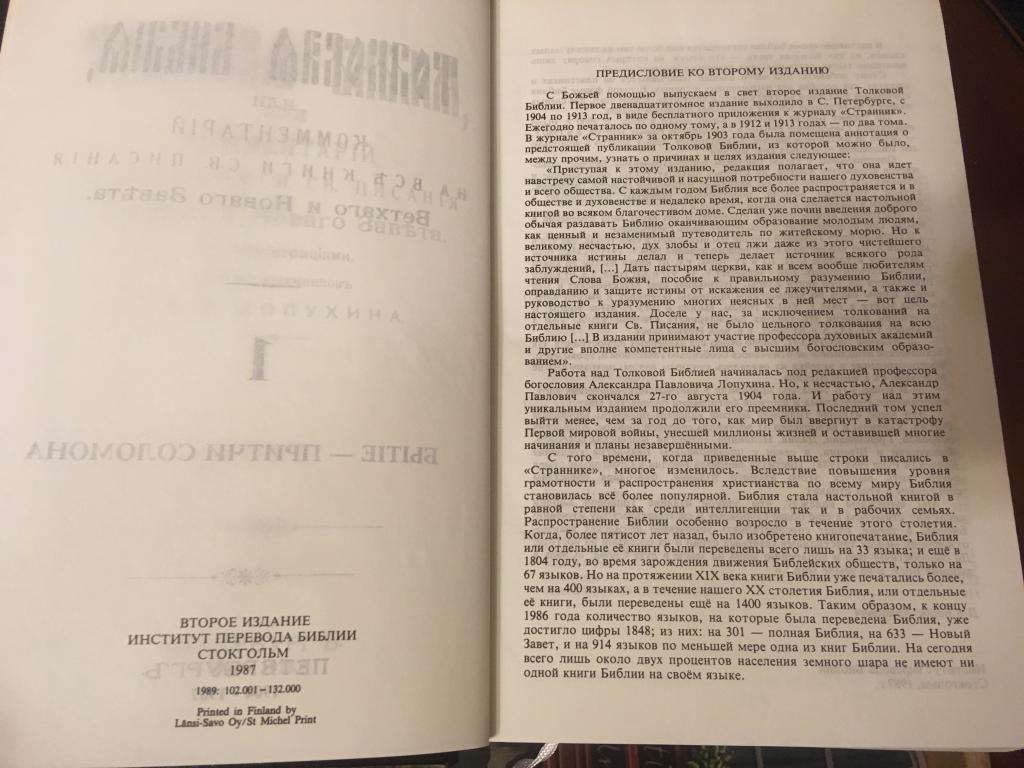 ВТОРОЕ ИЗДАНИЕ
ИНСТИТУТ ПЕРЕВОДА БИБЛИИ
СТОКГОЛЬМ
1987
1989: 102.001–132.000
Printed in Finland by
Länsi-Savo Oy/St Michel Print
ПРЕДИСЛОВИЕ КО ВТОРОМУ ИЗДАНИЮ
С Божьей помощью выпускаем в свет второе издание Толковой
Библии. Первое двенадцатитомное издание выходило в С. Петербурге, с
1904 по 1913 год, в виде бесплатного приложения к журналу «Странник».
Ежегодно печаталось по одному тому, а в 1912 и 1913 годах — по два тома.
В журнале «Странник» за октябрь 1903 года была помещена аннотация о
предстоящей публикации Толковой Библии, из которой можно было,
между прочим, узнать о причинах и целях издания следующее:
«Приступая к этому изданию, редакция полагает, что она идет
навстречу самой настойчивой и насушной потребности нашего духовенства
и всего общества. С каждым годом Библия все более распространяется и в
обществе и духовенстве и недалеко время, когда она сделается настольной
книгой во всяком благочестивом доме. Сделан уже почин введения доброго
обычая раздавать Библию оканчивающим образование молодым людям,
как ценный и незаменимый путеводитель по житейскому морю. Но к
великому несчастью, дух злобы и отец лжи даже из этого чистейшего
источника истины делал и теперь делает источник всякого рода
заблуждений, [...] Дать пастырям церкви, как и всем вообще любителям
чтения Слова Божия, пособие к правильному разумению Библии,
оправданию и защите истины от искажения ее лжеучителями, а также и
руководство к уразумению многих неясных в ней мест — вот цель
настоящего издания. Доселе у нас, за исключением толкований на
отдельные книги Св. Писания, не было цельного толкования на всю
Библию [...] В издании принимают участие профессора духовных академий
и другие вполне компетентные лица с высшим богословским образо-
ванием».
Работа над Толковой Библией начиналась под редакцией профессора
богословия Александра Павловича Лопухина. Но, к несчастью, Александр
Павлович скончался 27-го августа 1904 года. И работу над этим
уникальным изданием продолжили его преемники. Последний том успел
выйти менее, чем за год до того, как мир был ввергнут в катастрофу
Первой мировой войны, унесшей миллионы жизней и оставившей многие
начинания и планы незавершёнными.
С того времени, когда приведенные выше строки писались в
«Страннике», многое изменилось. Вследствие повышения уровня
грамотности и распространения христианства по всему миру Библия
становилась всё более популярной. Библия стала настольной книгой в
равной степени как среди интеллигенции так и в рабочих семьях.
Распространение Библии особенно возросло в течение этого столетия.
Когда, более пятисот лет назад, было изобретено книгопечатание, Библия
или отдельные её книги были переведены всего лишь на 33 языка; и ещё в
1804 году, во время зарождения движения Библейских обществ, только на
67 языков. Но на протяжении XIX века книги Библии уже печатались более,
чем на 400 языках, а в течение нашего XX столетия Библия, или отдельные
её книги, были переведены ещё на 1400 языков. Таким образом, к концу
1986 года количество языков, на которые была переведена Библия, уже
достигло цифры 1848; из них: на 301 — полная Библия, на 633 — Новый
Завет, и на 914 языков по меньшей мере одна из книг Библии. На сегодня
всего лишь около двух процентов населения земного шара не имеют ни
одной книги Библии на своём языке.